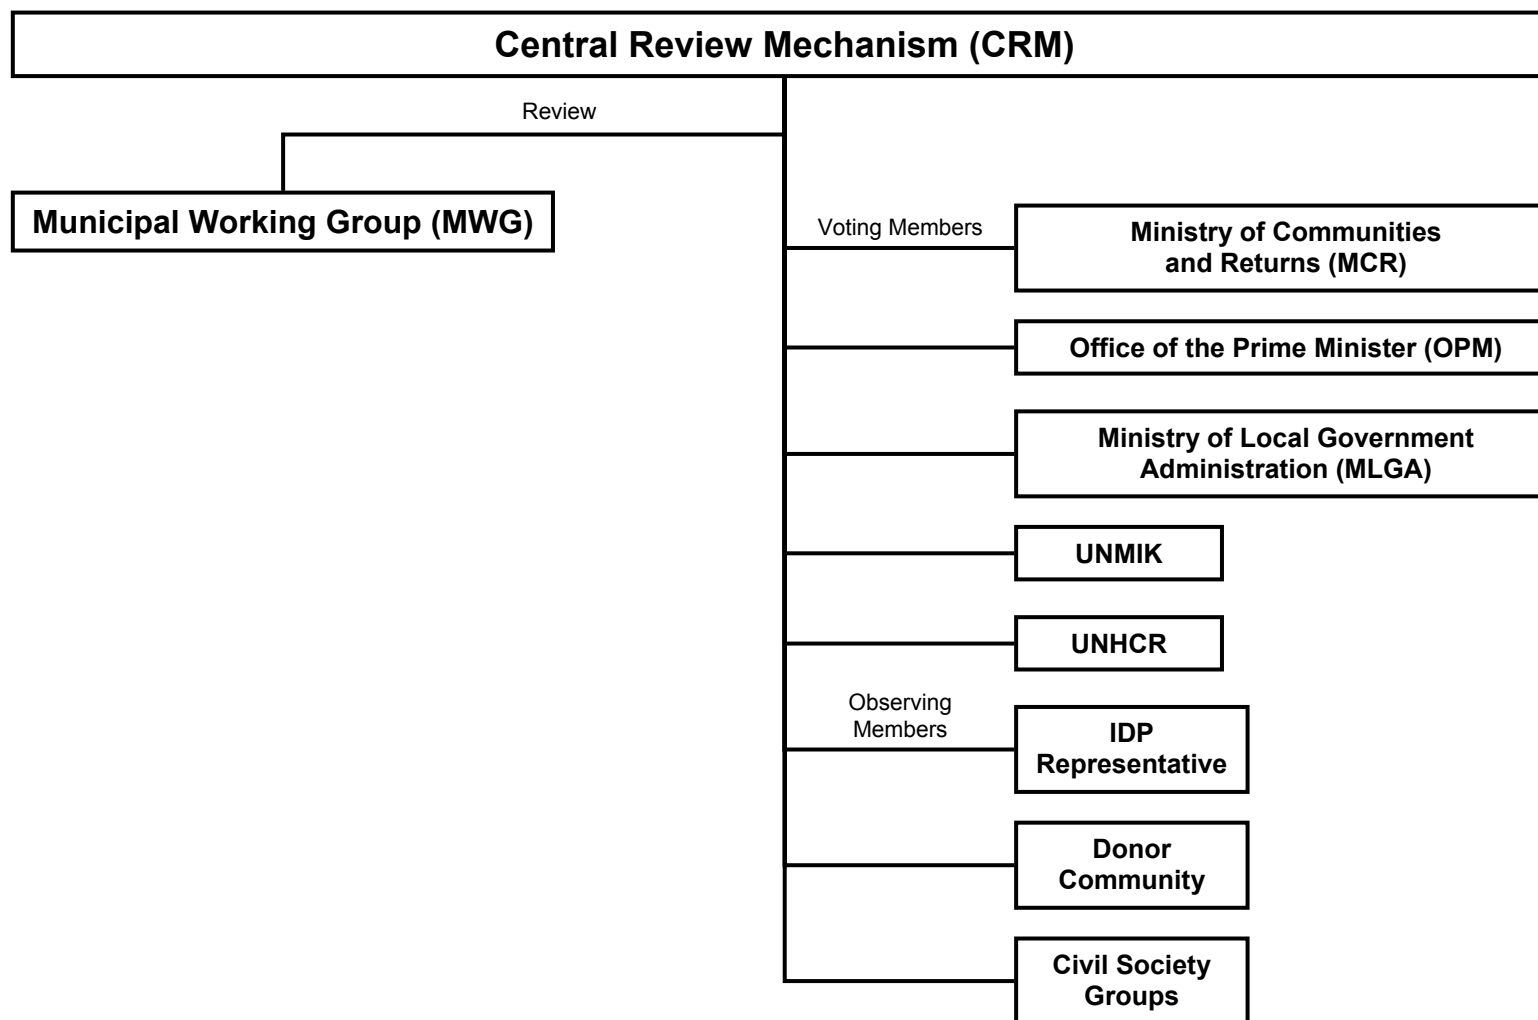 Central Review Mechanism (CRM)
Review
Municipal Working Group (MWG)
Voting Members
Ministry of Communities
and Returns (MCR)
Office of the Prime Minister (OPM)
Ministry of Local Government
Administration (MLGA)
UNMIK
UNHCR
Observing
Members
IDP
Representative
Donor
Community
Civil Society
Groups